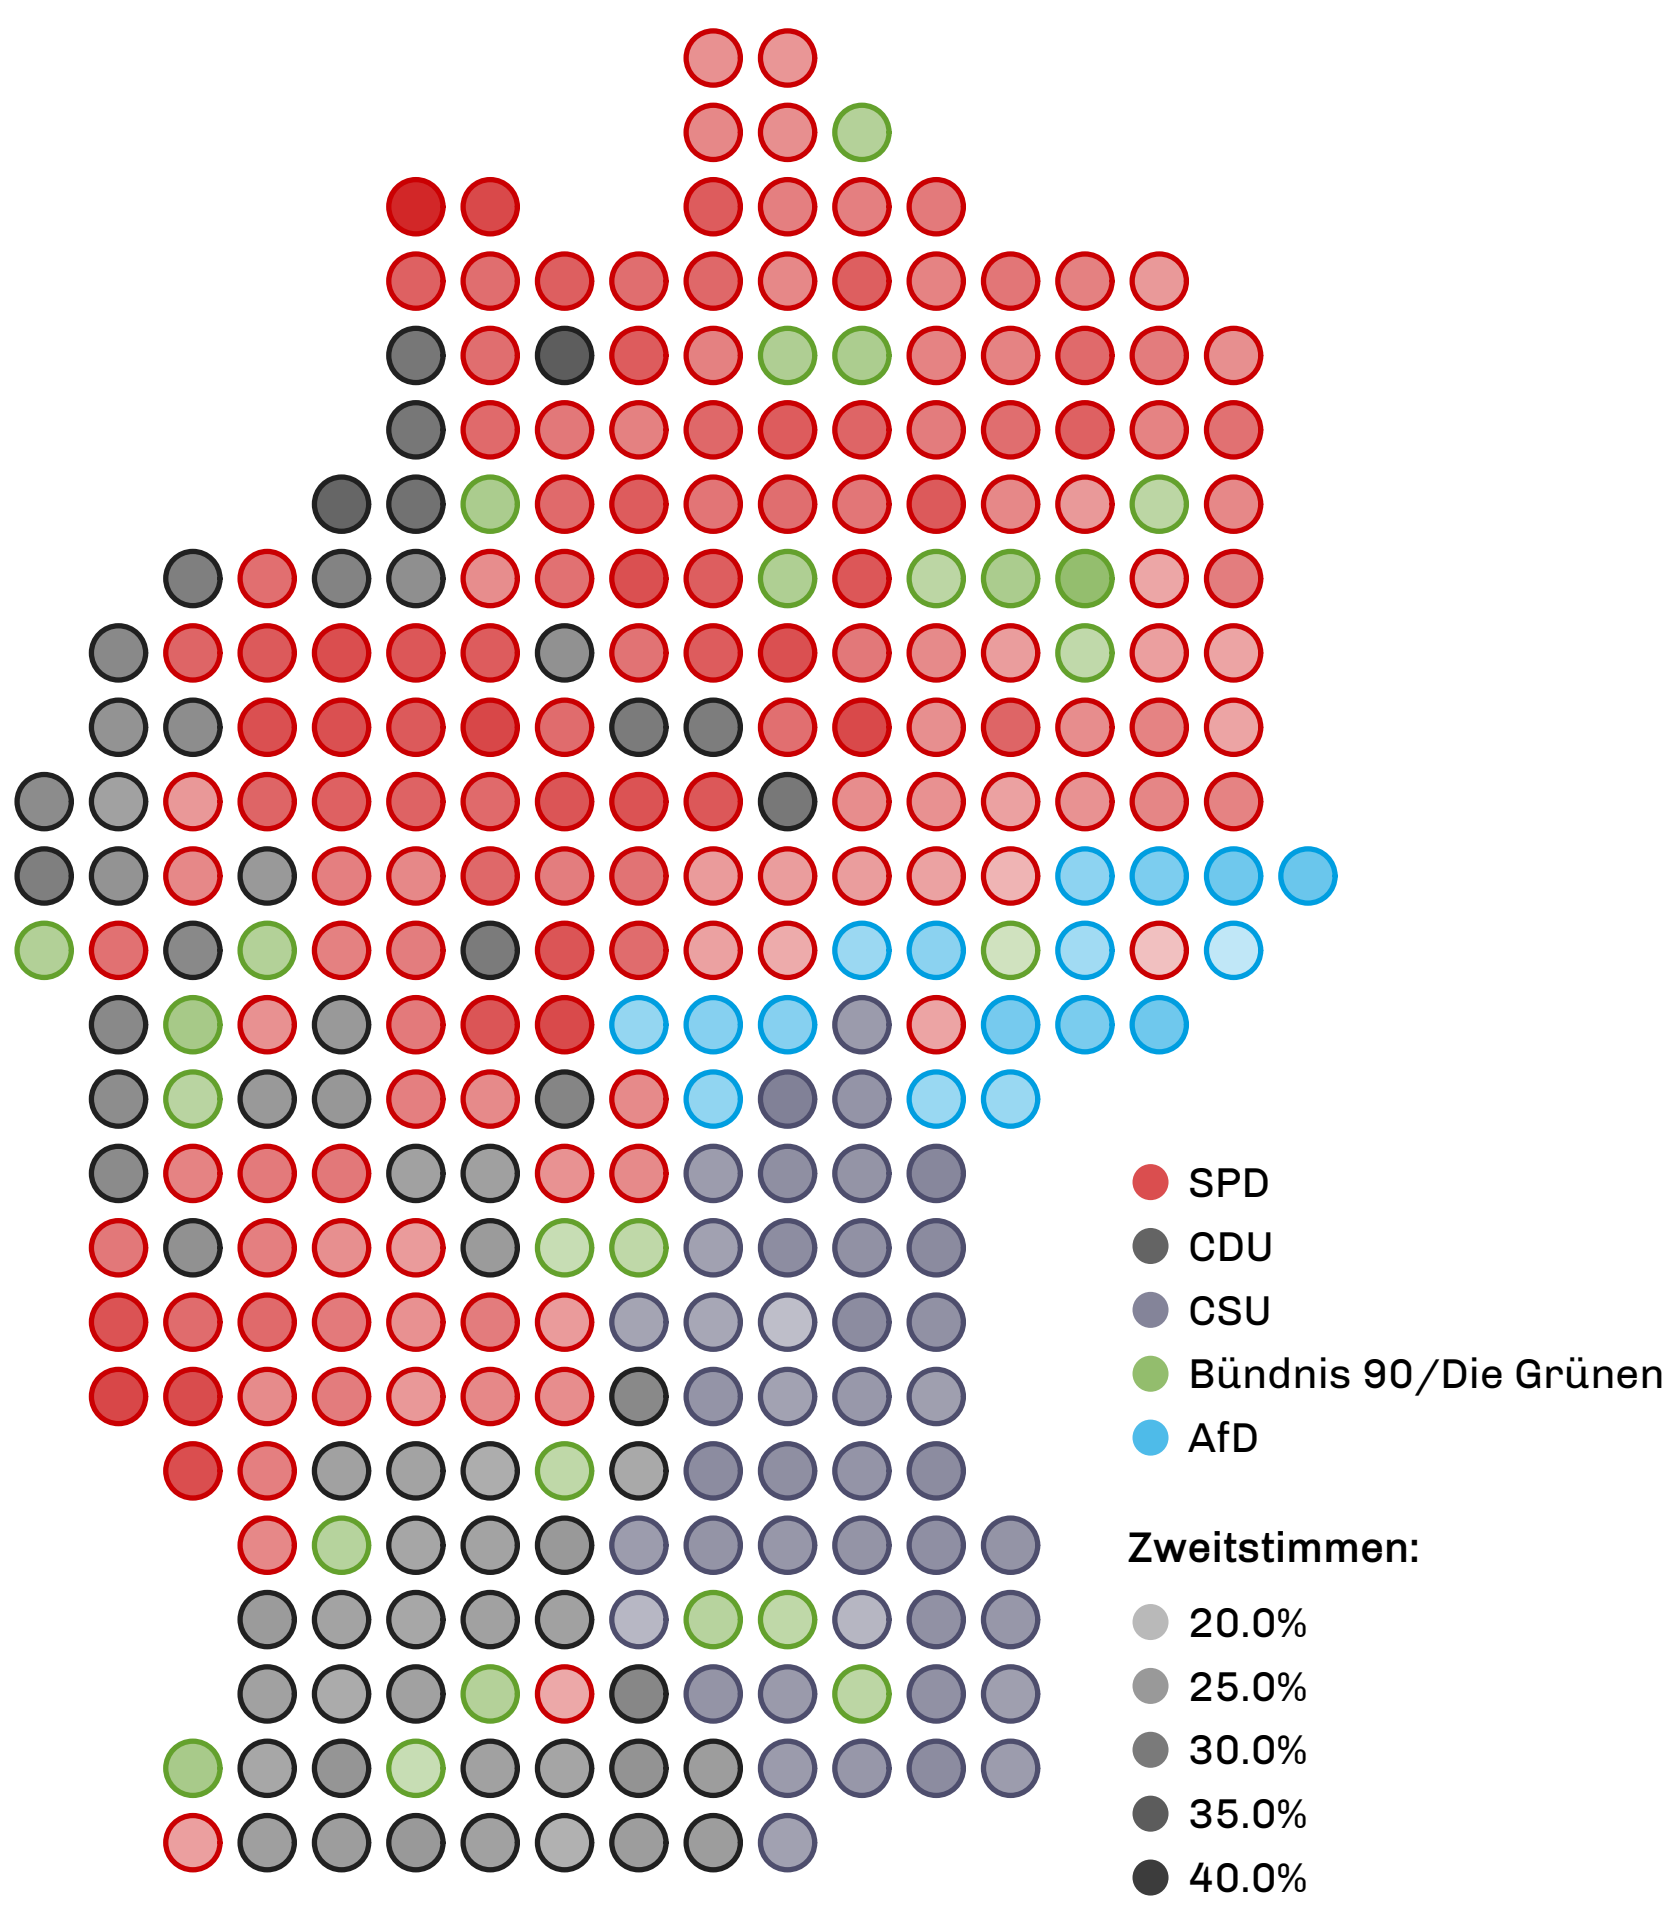 SPD
CDU
CSU
Bündnis 90/Die Grünen
AfD
Zweitstimmen:
20.0%
25.0%
30.0%
35.0%
40.0%